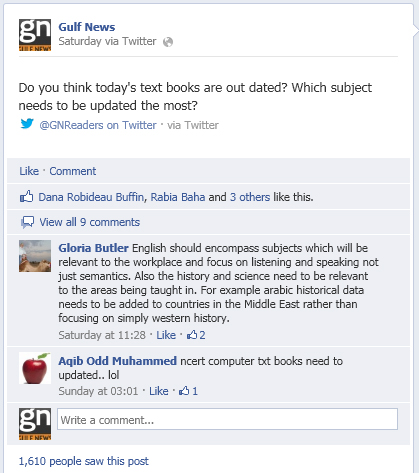 gn
GULF NEWS
Gulf News
Saturday via Twitter
Do you think today's text books are out dated? Which subject
needs to be updated the most?
@GNReaders on Twitter · via Twitter
Like · Comment
Dana Robideau Buffin, Rabia Baha and 3 others like this.
View all 9 comments
Gloria Butler English should encompass subjects which will be
relevant to the workplace and focus on listening and speaking not
just semantics. Also the history and science need to be relevant
to the areas being taught in. For example arabic historical data
needs to be added to countries in the Middle East rather than
focusing on simply western history.
Saturday at 11:28 · Like · 2
Aqib Odd Muhammed ncert computer txt books need to
updated.. lol
Sunday at 03:01 · Like · 1
gn
GULF NEWS
Write a comment...
1,610 people saw this post